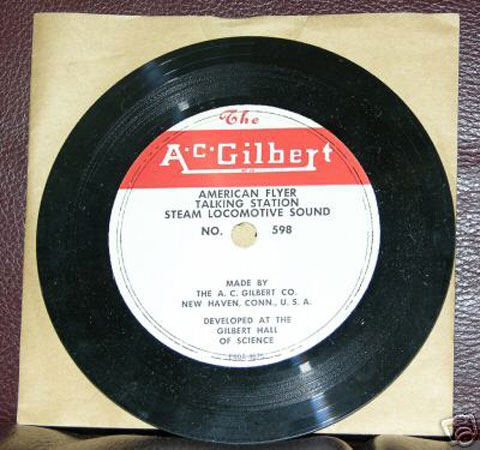 The
A.C. Gilbert
AMERICAN FLYER
TALKING STATION
STEAM LOCOMOTIVE SOUND
NO. 598
MADE BY
THE A. C. GILBERT CO.
NEW HAVEN, CONN., U. S. A.
DEVELOPED AT THE
GILBERT HALL
OF SCIENCE